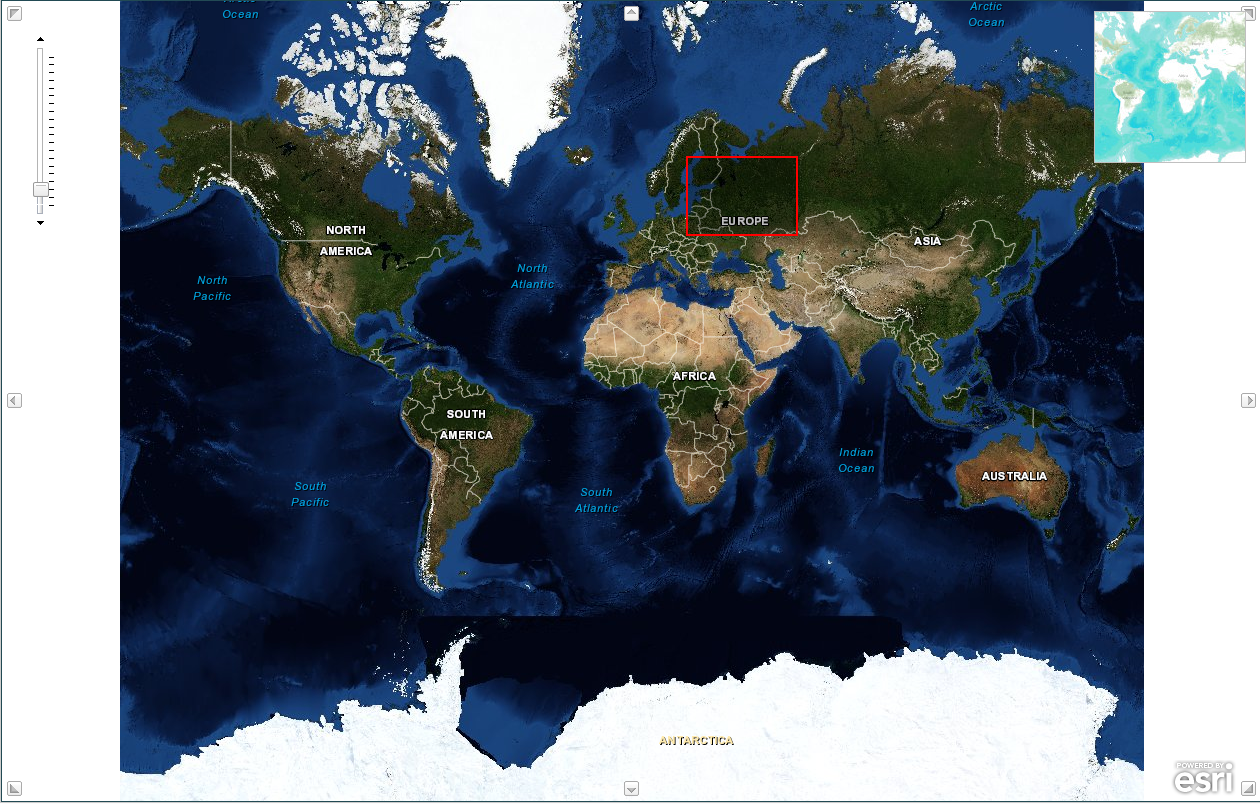 Arctic
Ocean
Arctic
Ocean
EUROPE
NORTH
AMERICA
ASIA
North
Pacific
North
Atlantic
AFRICA
SOUTH
AMERICA
Indian
Ocean
AUSTRALIA
South
Pacific
South
Atlantic
ANTARCTICA
POWERED BY
esri